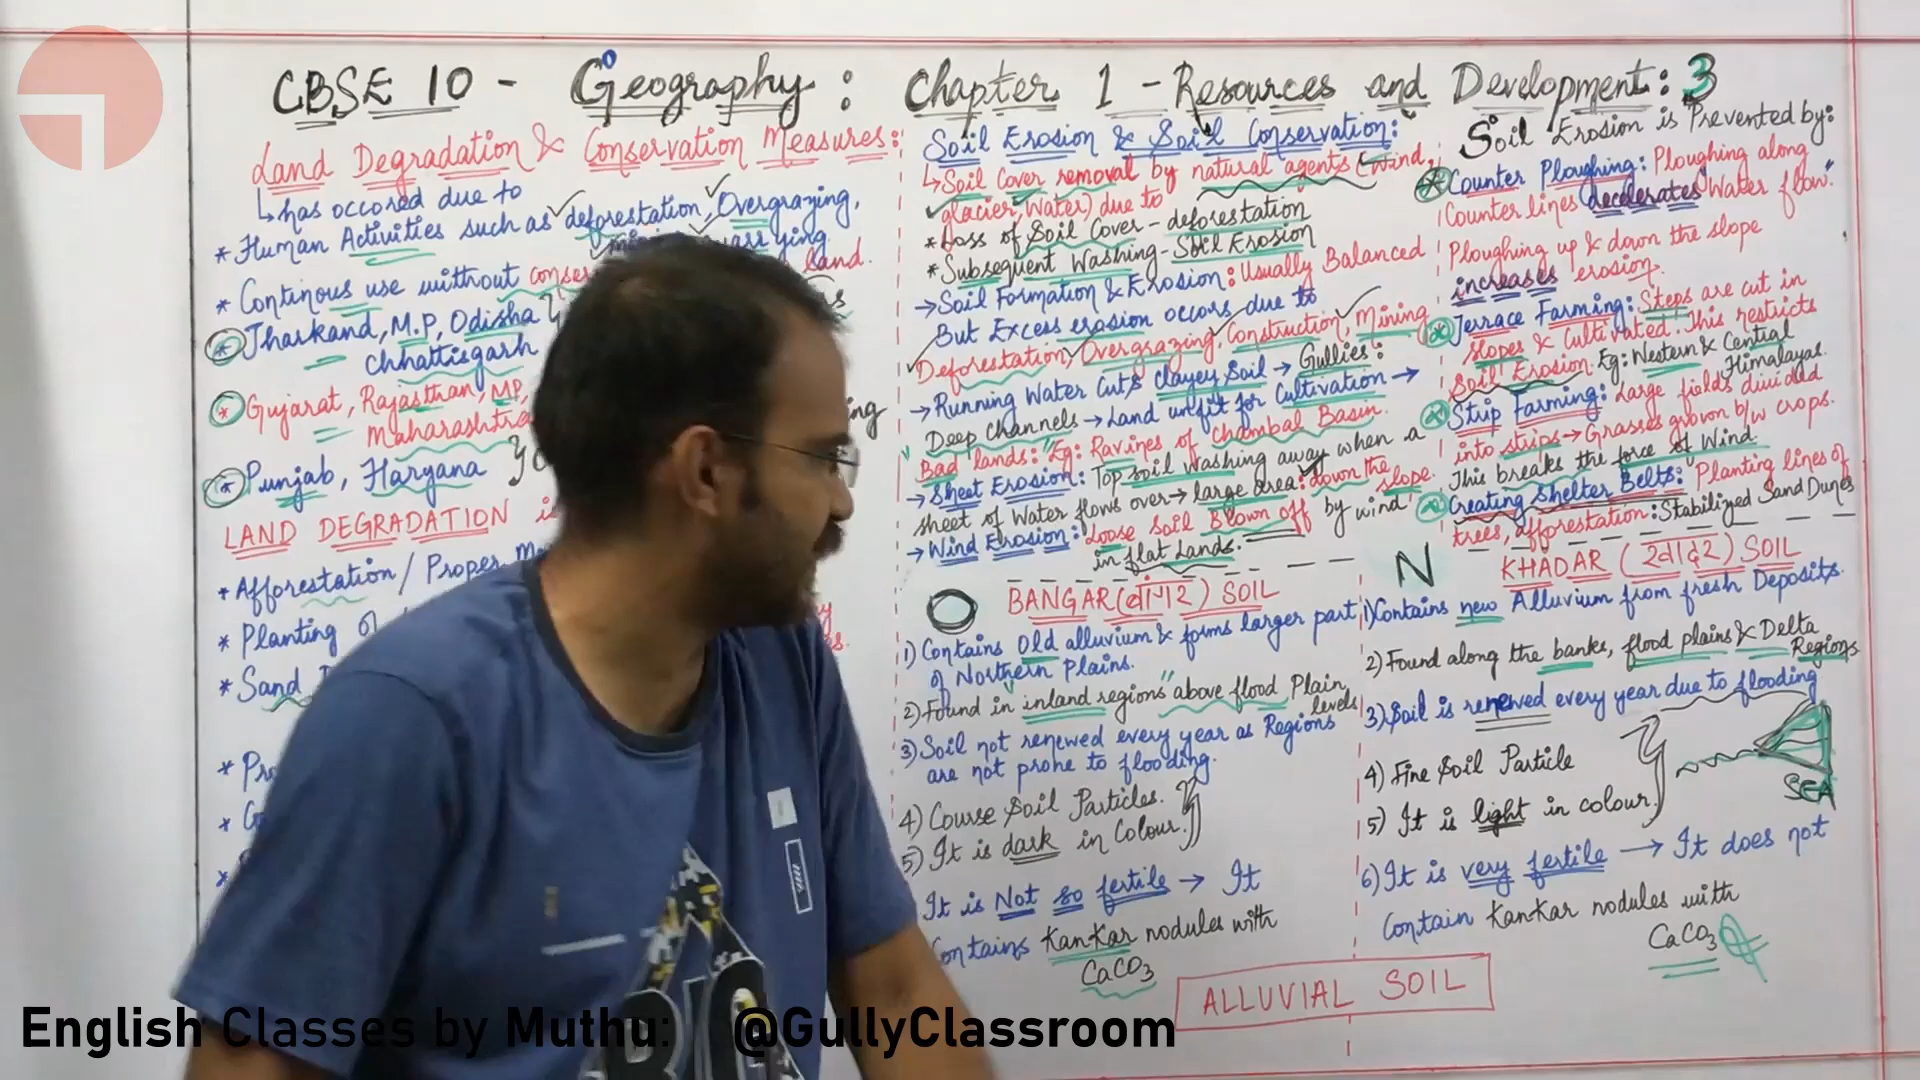 CBSE 10 - Geography : Chapter 1 - Resources and Development : 3
Land Degradation & Conservation Measures :
↳ has occored due to
* Human Activities such as deforestation, Overgrazing,
* Continous use without
land.
* Jharkand, M.P, Odisha
Chhattisgarh
* Gujarat, Rajasthan, MP,
Maharashtra
* Punjab, Haryana
LAND DEGRADATION
* Afforestation / Proper
* Planting
* Sand
Soil Erosion & Soil Conservation :
↳ Soil Cover removal by natural agents (Wind,
glacier, Water) due to
* Loss of Soil Cover - deforestation
* Subsequent Washing - Soil Erosion
→ Soil Formation & Erosion : Usually Balanced
But Excess erosion occurs due to
Deforestation, Overgrazing, Construction, Mining
→ Running Water Cuts clayey Soil → Gullies :
Deep Channels → Land unfit for Cultivation →
Bad lands : Eg: Ravines of Chambal Basin.
→ Sheet Erosion : Top soil washing away when a
sheet of Water flows over → large area : down the slope.
→ Wind Erosion : Loose Soil Blown off by wind
in flat Lands.
Soil Erosion is Prevented by :
* Counter Ploughing : Ploughing along
Counter lines decelerates "Water flow."
Ploughing up & down the slope
increases erosion.
* Terrace Farming : Steps are cut in
slopes & Cultivated. This restricts
Soil Erosion. Eg: Western & Central
Himalayas.
* Strip Farming : Large fields divided
into strips → Grasses grown b/w crops.
This breaks the force of Wind.
* Creating Shelter Belts : Planting lines of
trees, afforestation : Stabilized Sand Dunes
O
BANGAR (बांगर) SOIL
1) Contains Old alluvium & forms larger part
of Northern Plains.
2) Found in "inland regions" above flood Plain
levels
3) Soil not renewed every year as Regions
are not prone to flooding.
4) Course Soil Particles.
5) It is dark in Colour.
It is Not so fertile → It
Contains Kankar nodules with
CaCO3
N
KHADAR (खादर) SOIL
1) Contains new Alluvium from fresh Deposits.
2) Found along the banks, flood plains & Delta
Regions.
3) Soil is renewed every year due to flooding
4) Fine Soil Particle
5) It is light in colour.
SEA
6) It is very fertile → It does not
Contain Kankar nodules with
CaCO3
ALLUVIAL SOIL
English Classes by Muthu: @GullyClassroom